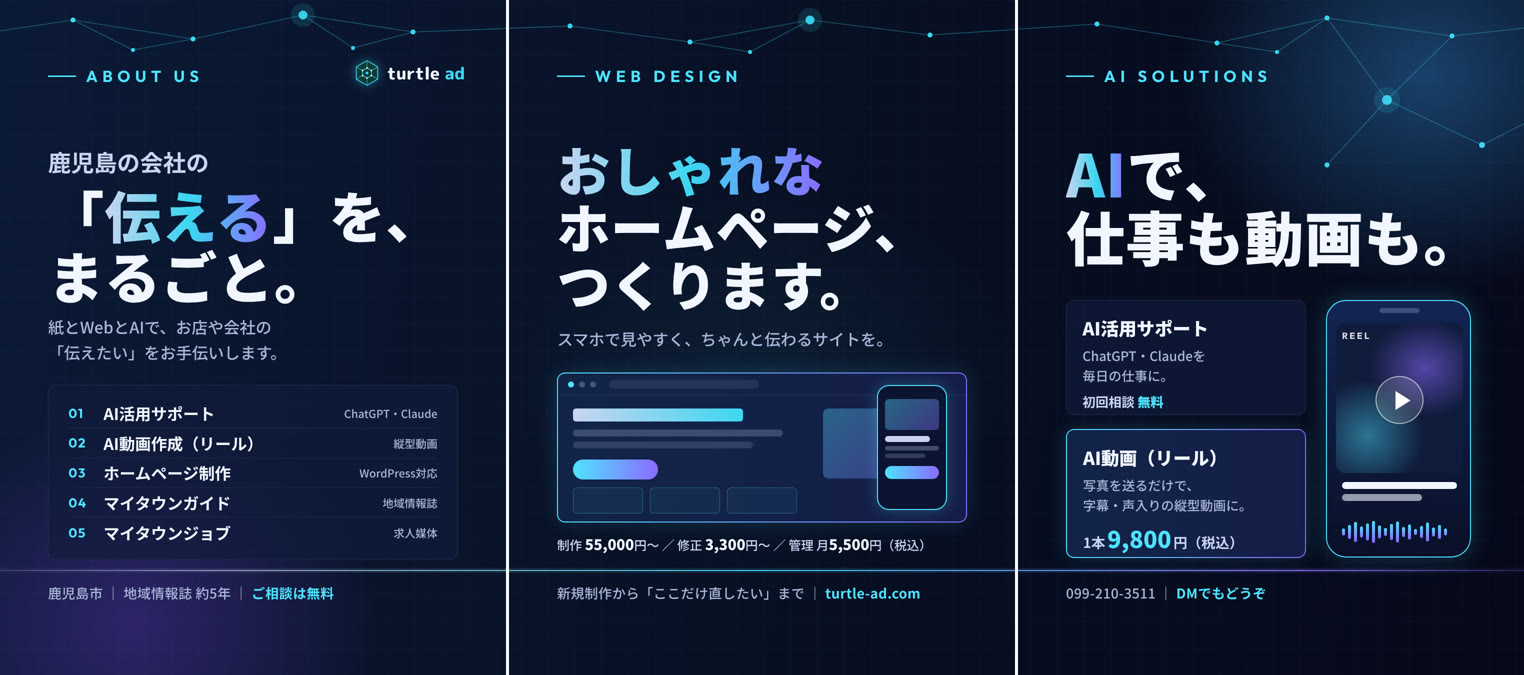 ABOUT US
turtle ad
鹿児島の会社の
「伝える」を、
まるごと。
紙とWebとAIで、お店や会社の
「伝えたい」をお手伝いします。
01 AI活用サポート ChatGPT・Claude
02 AI動画作成（リール） 縦型動画
03 ホームページ制作 WordPress対応
04 マイタウンガイド 地域情報誌
05 マイタウンジョブ 求人媒体
鹿児島市｜地域情報誌 約5年｜ご相談は無料
WEB DESIGN
おしゃれな
ホームページ、
つくります。
スマホで見やすく、ちゃんと伝わるサイトを。
制作 55,000円〜 ／ 修正 3,300円〜 ／ 管理 月5,500円（税込）
新規制作から「ここだけ直したい」まで｜turtle-ad.com
AI SOLUTIONS
AIで、
仕事も動画も。
AI活用サポート
ChatGPT・Claudeを
毎日の仕事に。
初回相談 無料
AI動画（リール）
写真を送るだけで、
字幕・声入りの縦型動画に。
1本9,800円（税込）
REEL
099-210-3511｜DMでもどうぞ